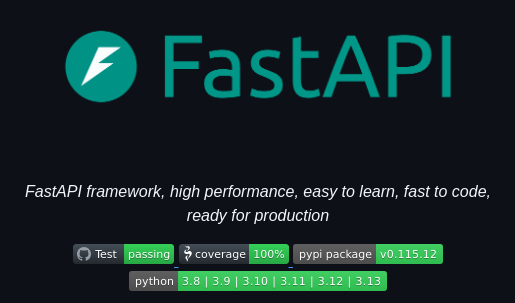 FastAPI
FastAPI framework, high performance, easy to learn, fast to code,
ready for production
Test passing coverage 100% pypi package v0.115.12
python 3.8 | 3.9 | 3.10 | 3.11 | 3.12 | 3.13